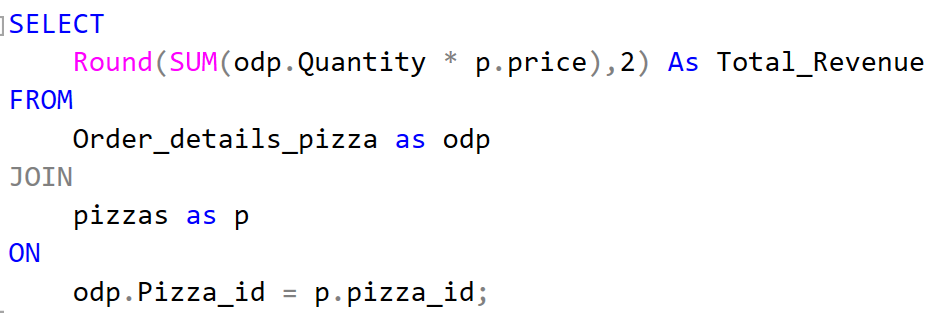 SELECT
Round(SUM(odp.Quantity * p.price),2) As Total_Revenue
FROM
Order_details_pizza as odp
JOIN
pizzas as p
ON
odp.Pizza_id = p.pizza_id;